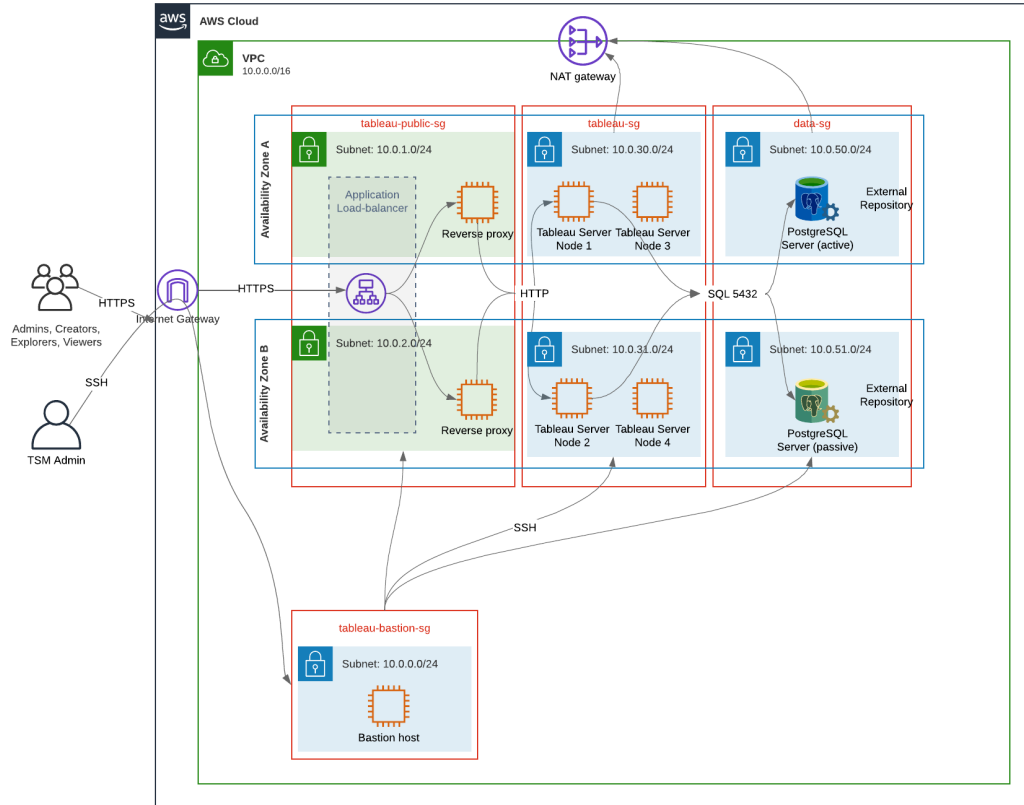 aws
AWS Cloud
VPC
10.0.0.0/16
NAT gateway
tableau-public-sg
tableau-sg
data-sg
Availability Zone A
Subnet: 10.0.1.0/24
Subnet: 10.0.30.0/24
Subnet: 10.0.50.0/24
Application
Load-balancer
Reverse proxy
Tableau Server
Node 1
Tableau Server
Node 3
PostgreSQL
Server (active)
External
Repository
HTTPS
Admins, Creators,
Explorers, Viewers
Internet Gateway
HTTPS
HTTP
SQL 5432
SSH
TSM Admin
Availability Zone B
Subnet: 10.0.2.0/24
Subnet: 10.0.31.0/24
Subnet: 10.0.51.0/24
Reverse proxy
Tableau Server
Node 2
Tableau Server
Node 4
PostgreSQL
Server (passive)
External
Repository
SSH
tableau-bastion-sg
Subnet: 10.0.0.0/24
Bastion host